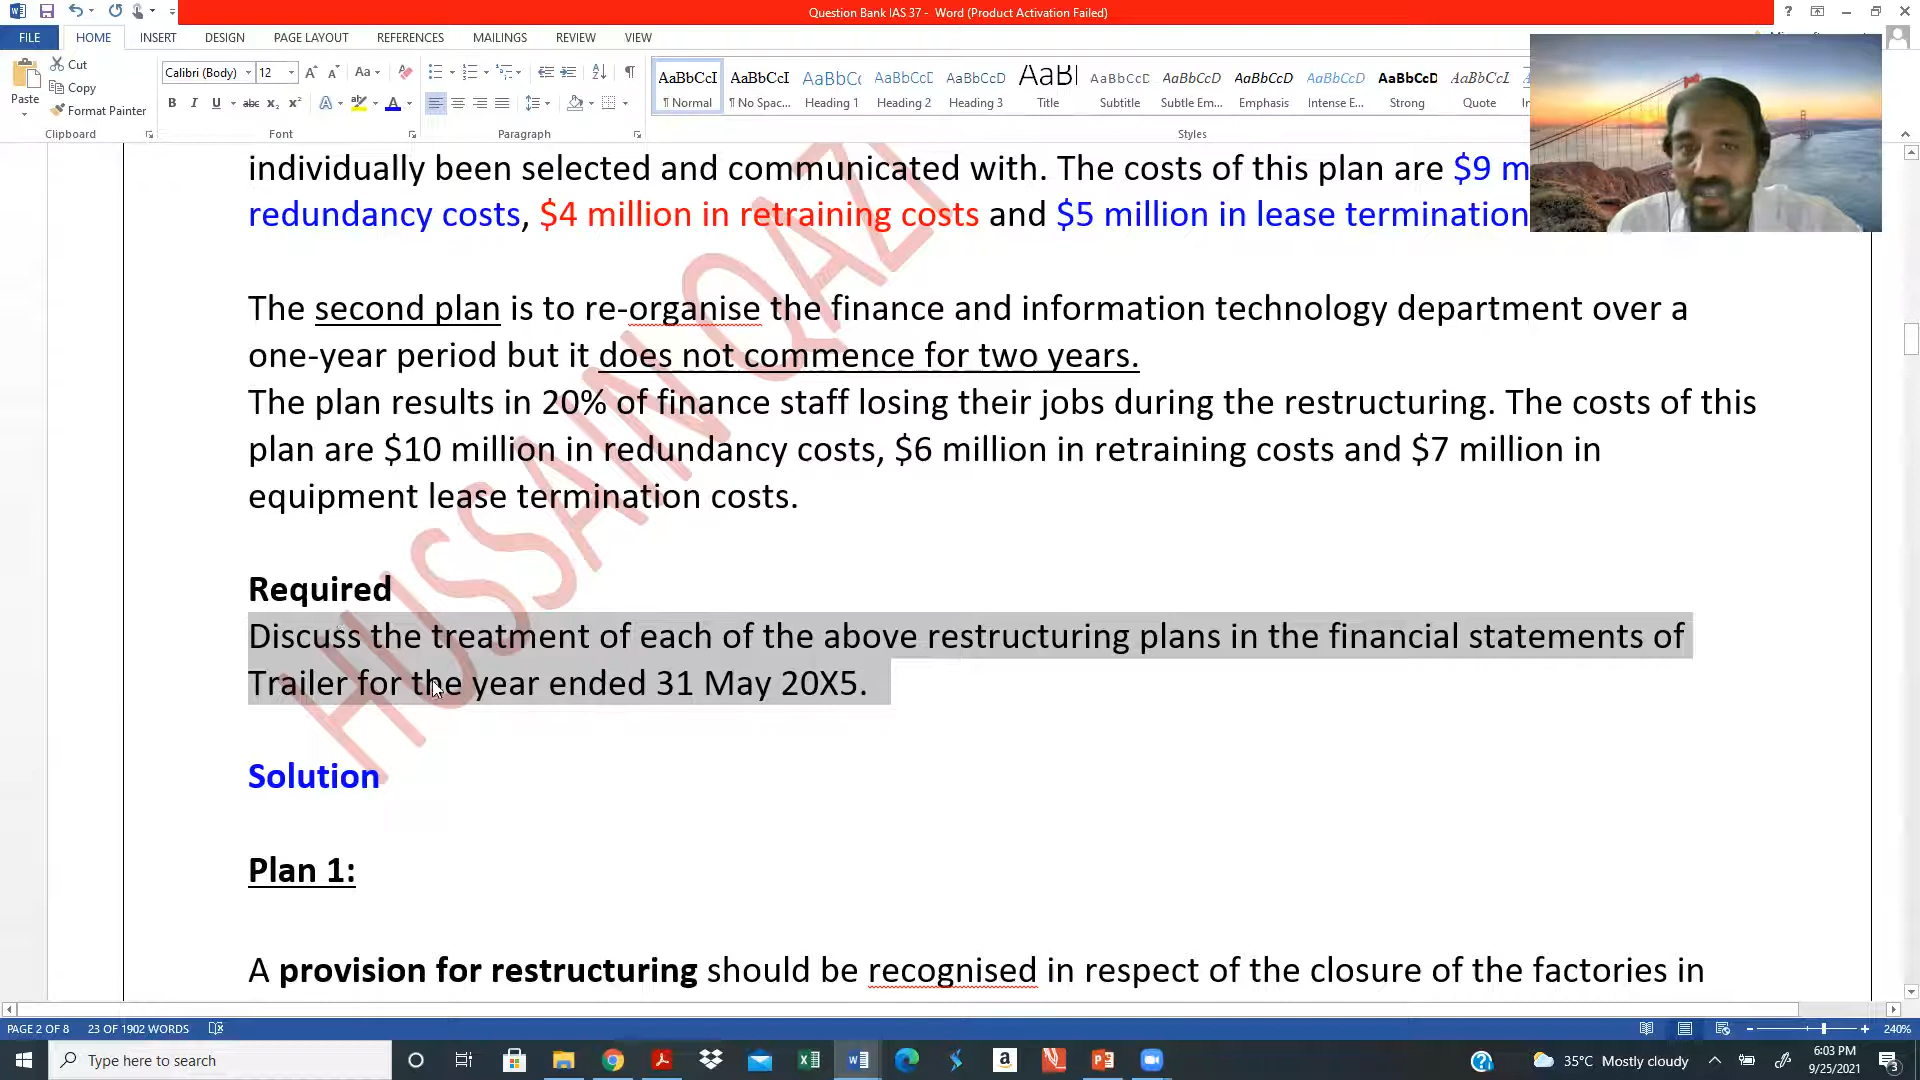 Question Bank IAS 37 - Word (Product Activation Failed)
FILE HOME INSERT DESIGN PAGE LAYOUT REFERENCES MAILINGS REVIEW VIEW
Paste
Cut
Copy
Format Painter
Clipboard
Calibri (Body) 12
Font
Paragraph
AaBbCcI AaBbCcI AaBbCc AaBbCcD AaBbCcD AaBl AaBbCcD AaBbCcD AaBbCcD AaBbCcD AaBbCcD AaBbCcI
¶ Normal ¶ No Spac... Heading 1 Heading 2 Heading 3 Title Subtitle Subtle Em... Emphasis Intense E... Strong Quote
Styles
individually been selected and communicated with. The costs of this plan are $9 m
redundancy costs, $4 million in retraining costs and $5 million in lease termination
The second plan is to re-organise the finance and information technology department over a
one-year period but it does not commence for two years.
The plan results in 20% of finance staff losing their jobs during the restructuring. The costs of this
plan are $10 million in redundancy costs, $6 million in retraining costs and $7 million in
equipment lease termination costs.
Required
Discuss the treatment of each of the above restructuring plans in the financial statements of
Trailer for the year ended 31 May 20X5.
Solution
Plan 1:
A provision for restructuring should be recognised in respect of the closure of the factories in
HUSSAIN QAZI
PAGE 2 OF 8 23 OF 1902 WORDS 240%
Type here to search
35°C Mostly cloudy
6:03 PM
9/25/2021
3